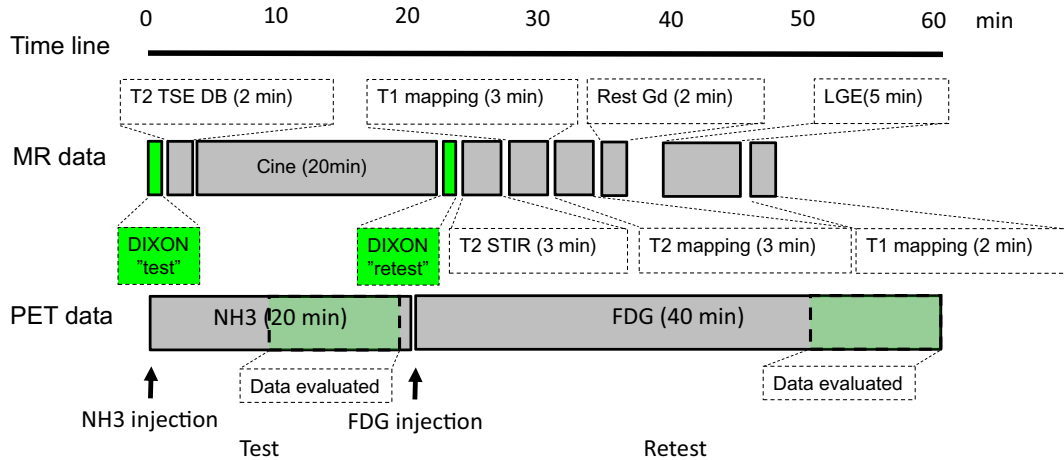 0 10 20 30 40 50 60 min
Time line
T2 TSE DB (2 min)
T1 mapping (3 min)
Rest Gd (2 min)
LGE(5 min)
MR data
Cine (20min)
DIXON
"test"
DIXON
"retest"
T2 STIR (3 min)
T2 mapping (3 min)
T1 mapping (2 min)
PET data
NH3 (20 min)
FDG (40 min)
Data evaluated
Data evaluated
NH3 injection
FDG injection
Test
Retest